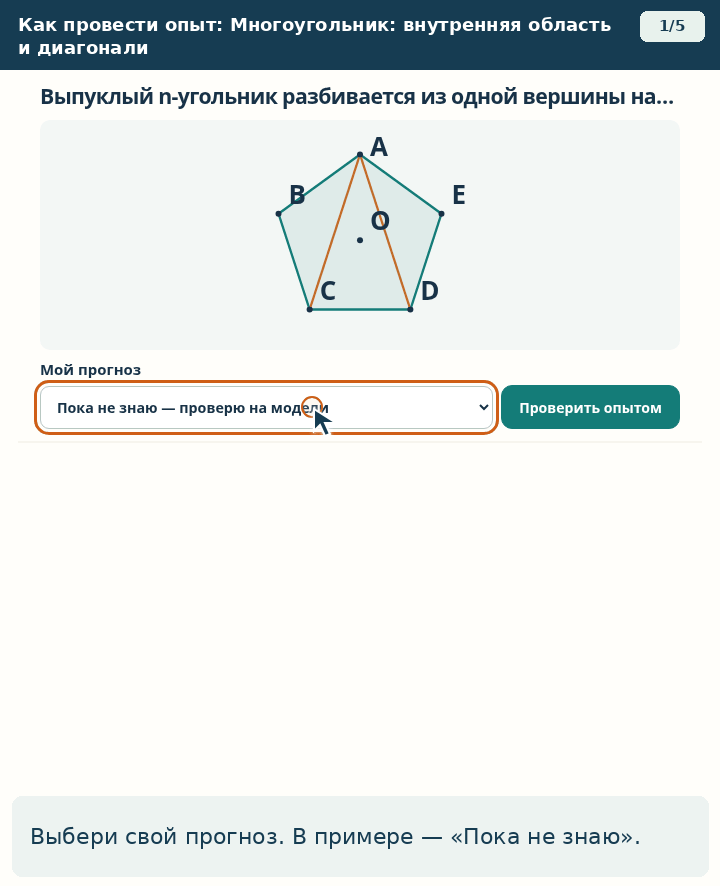 Как провести опыт: Многоугольник: внутренняя область
и диагонали
1/5
Выпуклый n-угольник разбивается из одной вершины на...
A
B
E
O
C
D
Мой прогноз
Пока не знаю — проверю на модели
Проверить опытом
Выбери свой прогноз. В примере — «Пока не знаю».